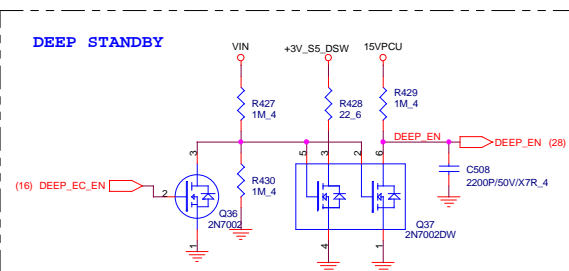 DEEP STANDBY
VIN
+3V_S5_DSW
15VPCU
R427
1M_4
R428
22_6
R429
1M_4
DEEP_EN
DEEP_EN (28)
3
5
3
2
6
C508
2200P/50V/X7R_4
(16) DEEP_EC_EN
2
R430
1M_4
Q36
2N7002
Q37
2N7002DW
1
4
1